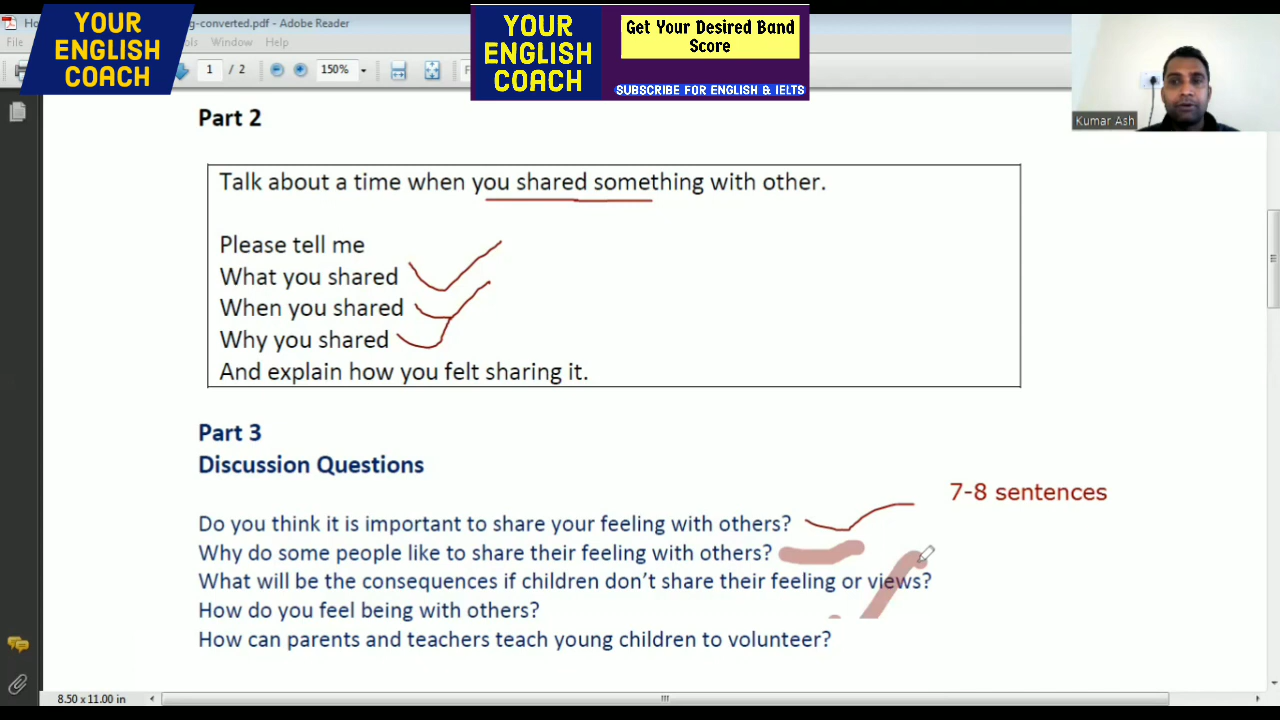 YOUR
ENGLISH
COACH
g-converted.pdf - Adobe Reader
File
Window Help
1 / 2
150%
YOUR
ENGLISH
COACH
Get Your Desired Band
Score
SUBSCRIBE FOR ENGLISH & IELTS
Kumar Ash
Part 2
Talk about a time when you shared something with other.
Please tell me
What you shared
When you shared
Why you shared
And explain how you felt sharing it.
Part 3
Discussion Questions
7-8 sentences
Do you think it is important to share your feeling with others?
Why do some people like to share their feeling with others?
What will be the consequences if children don't share their feeling or views?
How do you feel being with others?
How can parents and teachers teach young children to volunteer?
8.50 x 11.00 in